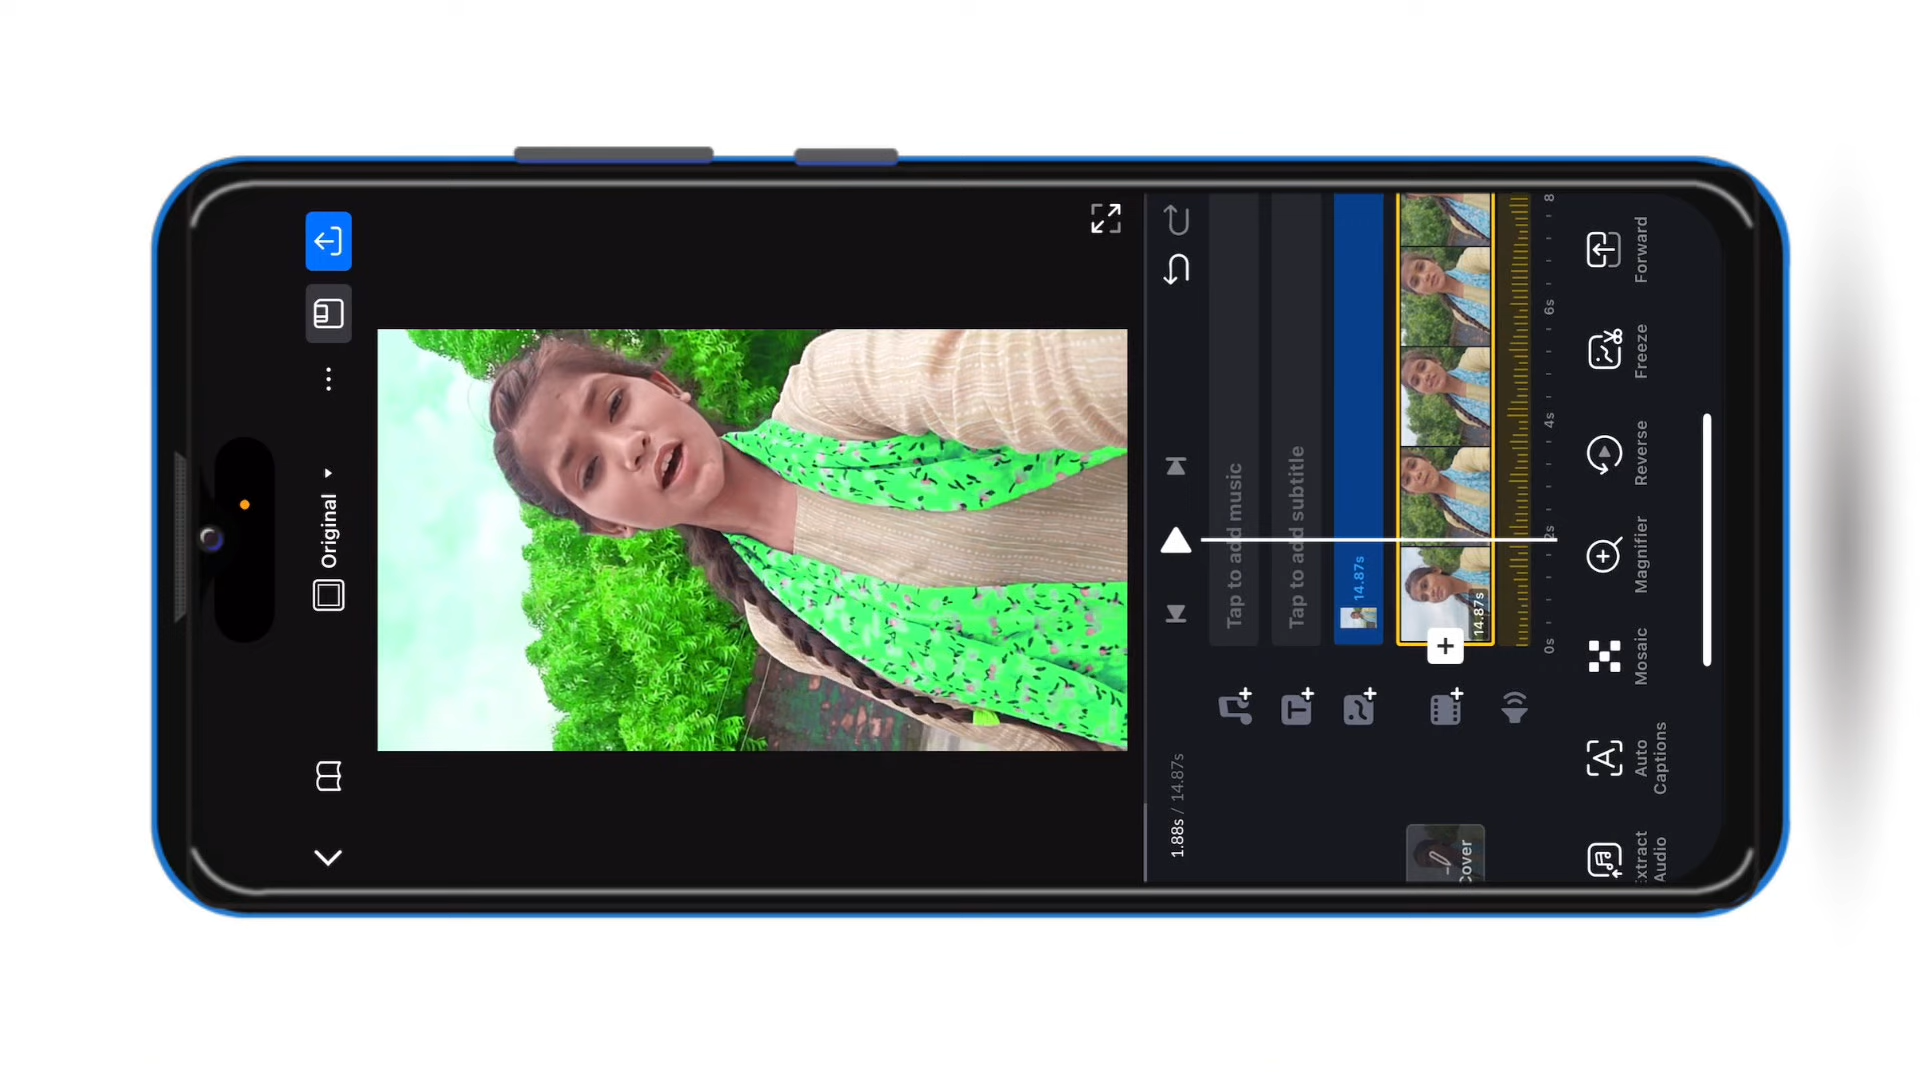 Original
1.88s / 14.87s
Tap to add music
Tap to add subtitle
14.87s
14.87s
Cover
0s
2s
4s
6s
8
Extract
Audio
Auto
Captions
Mosaic
Magnifier
Reverse
Freeze
Forward